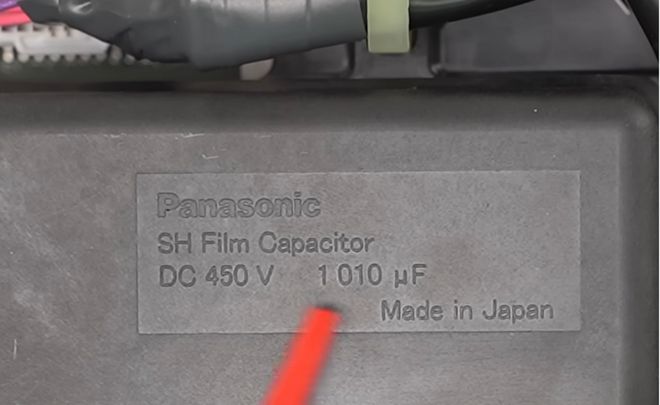 Panasonic
SH Film Capacitor
DC 450 V 1 010 µF
Made in Japan